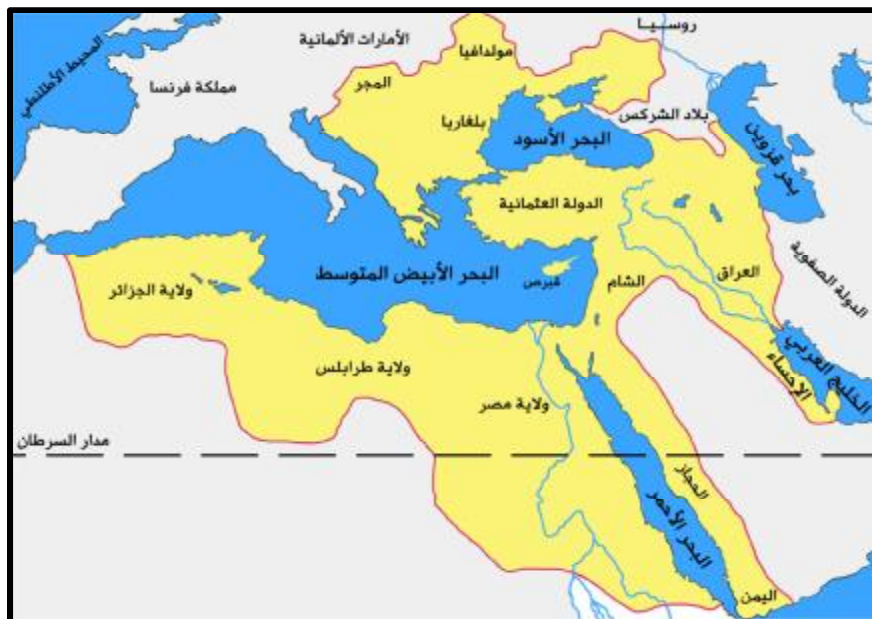 المحيط الأطلنطي
الأمارات الألمانية
روسيا
مولدافيا
مملكة فرنسا
المجر
بلاد الشركس
بلغاريا
البحر الأسود
بحر قزوين
الدولة العثمانية
الدولة الصفوية
العراق
البحر الأبيض المتوسط
قبرص
الشام
ولاية الجزائر
الخليج العربي
الإحساء
ولاية طرابلس
ولاية مصر
مدار السرطان
الحجاز
البحر الأحمر
اليمن